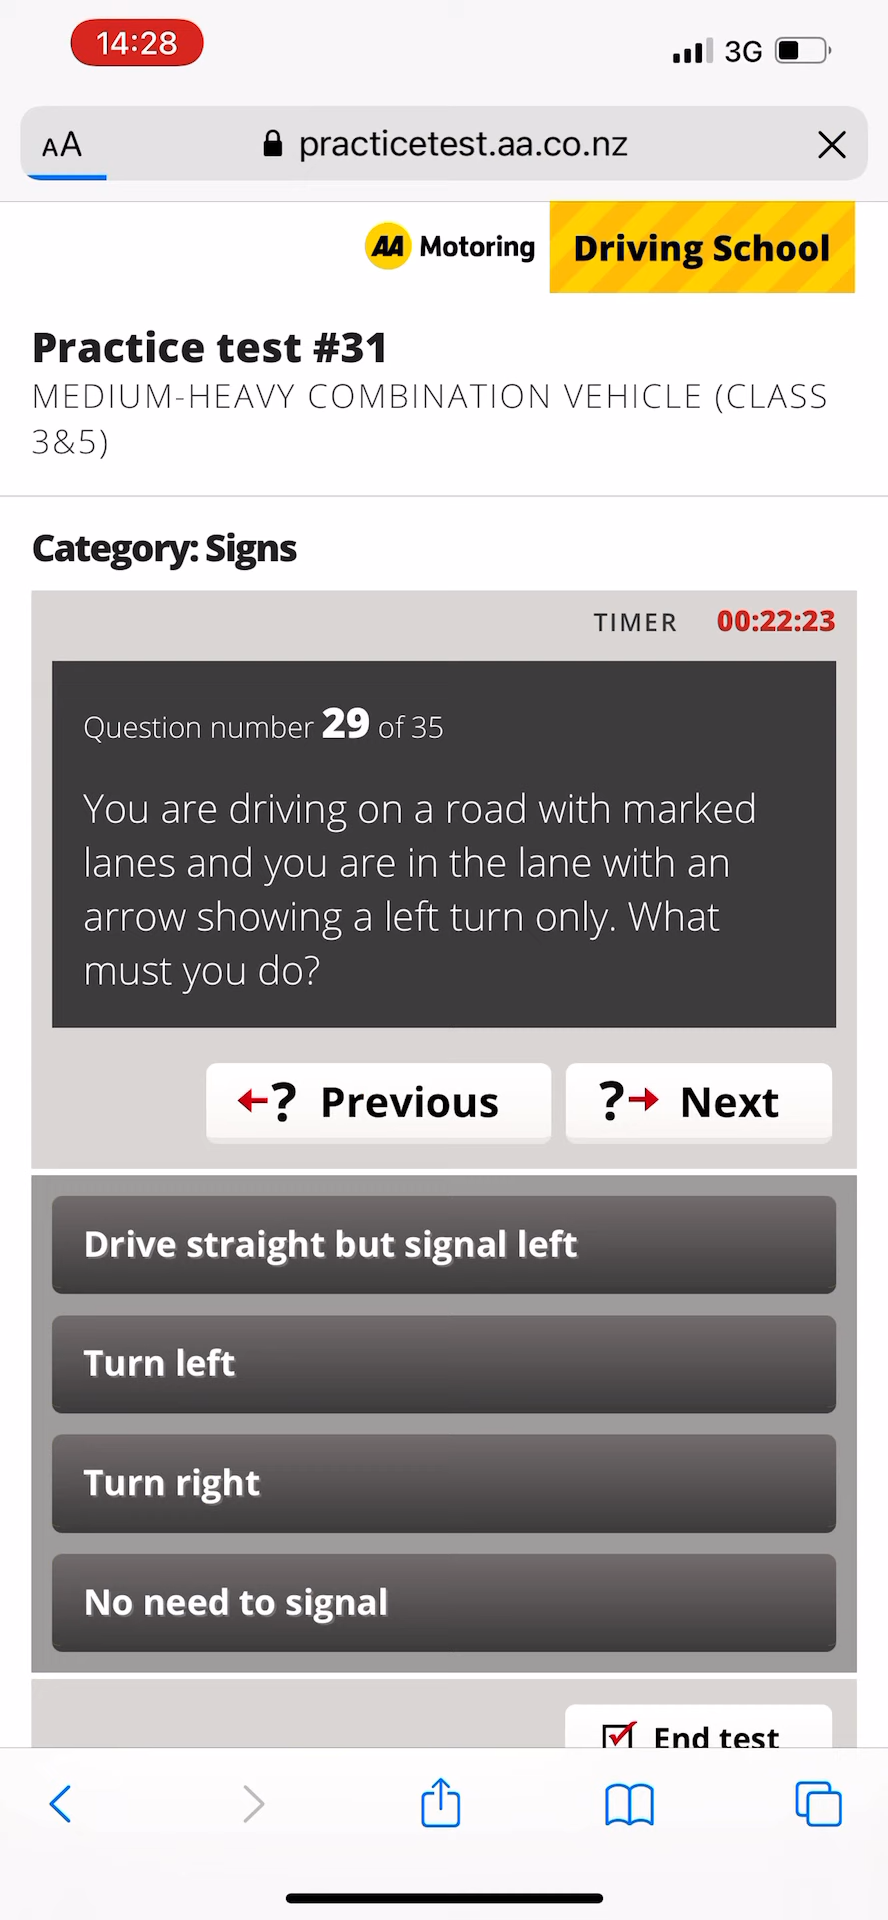 14:28
3G
AA
practicetest.aa.co.nz
AA Motoring
Driving School
Practice test #31
MEDIUM-HEAVY COMBINATION VEHICLE (CLASS
3&5)
Category: Signs
TIMER 00:22:23
Question number 29 of 35
You are driving on a road with marked
lanes and you are in the lane with an
arrow showing a left turn only. What
must you do?
? Previous
? Next
Drive straight but signal left
Turn left
Turn right
No need to signal
End test